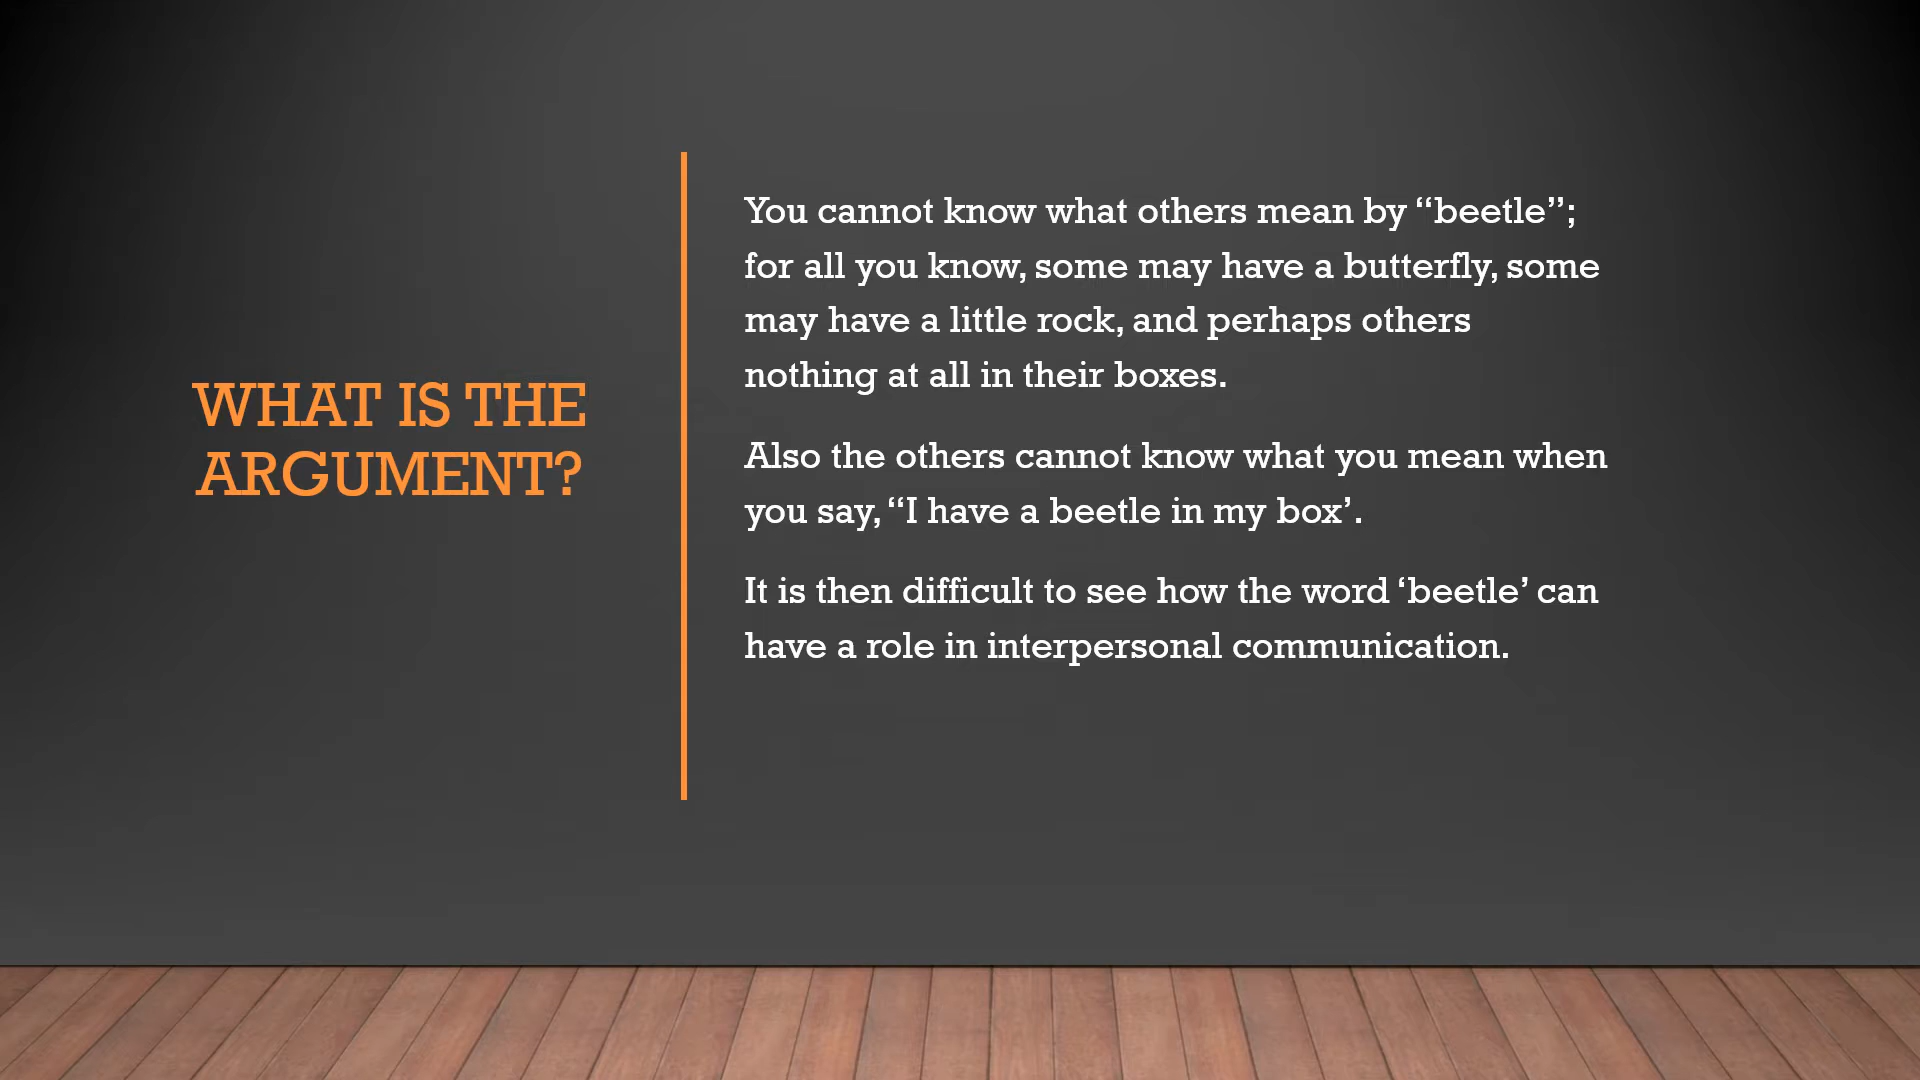 WHAT IS THE
ARGUMENT?
You cannot know what others mean by “beetle”;
for all you know, some may have a butterfly, some
may have a little rock, and perhaps others
nothing at all in their boxes.
Also the others cannot know what you mean when
you say, “I have a beetle in my box’.
It is then difficult to see how the word ‘beetle’ can
have a role in interpersonal communication.